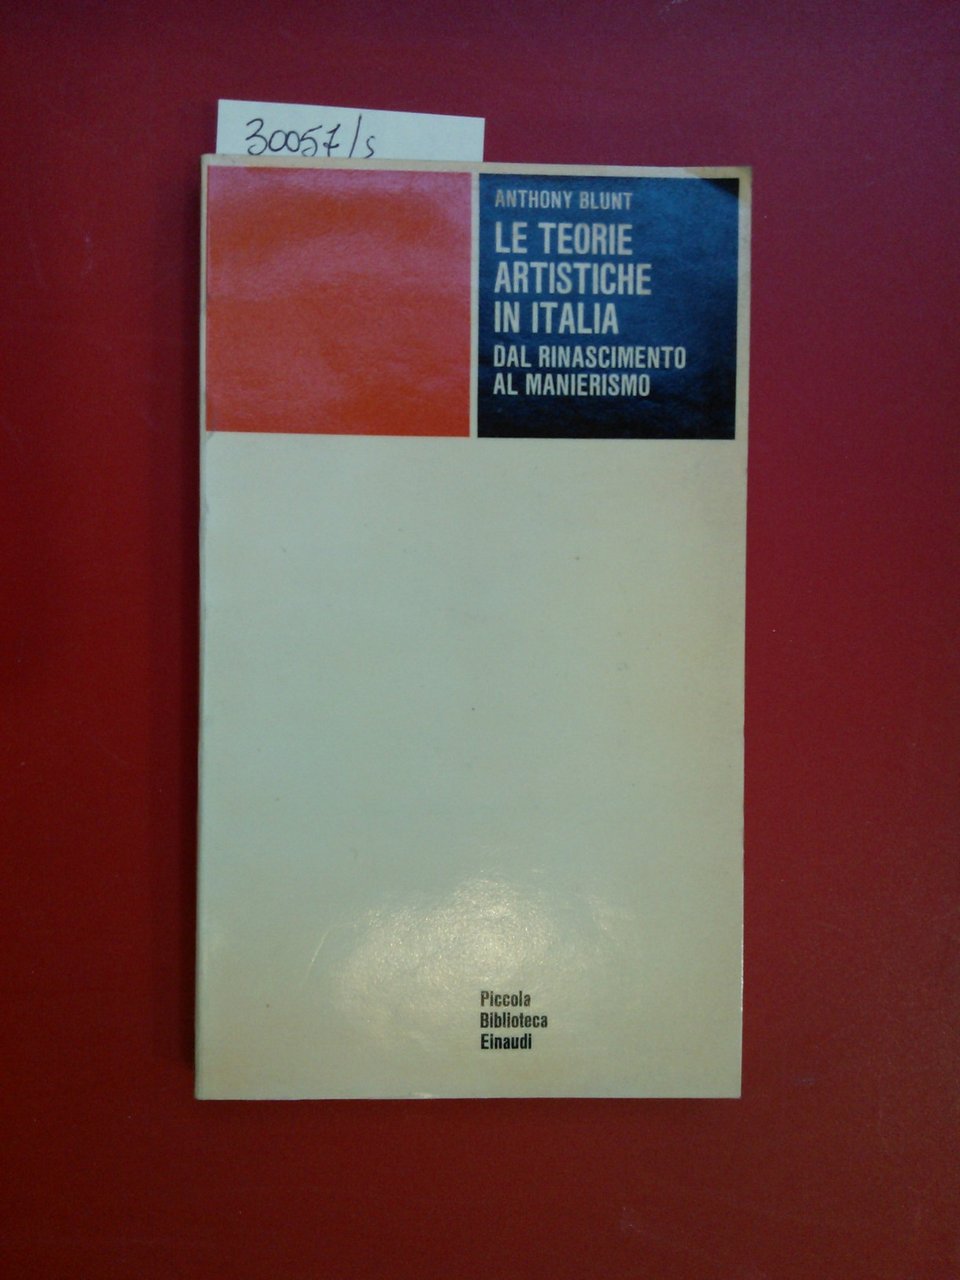 30057/s
ANTHONY BLUNT
LE TEORIE
ARTISTICHE
IN ITALIA
DAL RINASCIMENTO
AL MANIERISMO
Piccola
Biblioteca
Einaudi